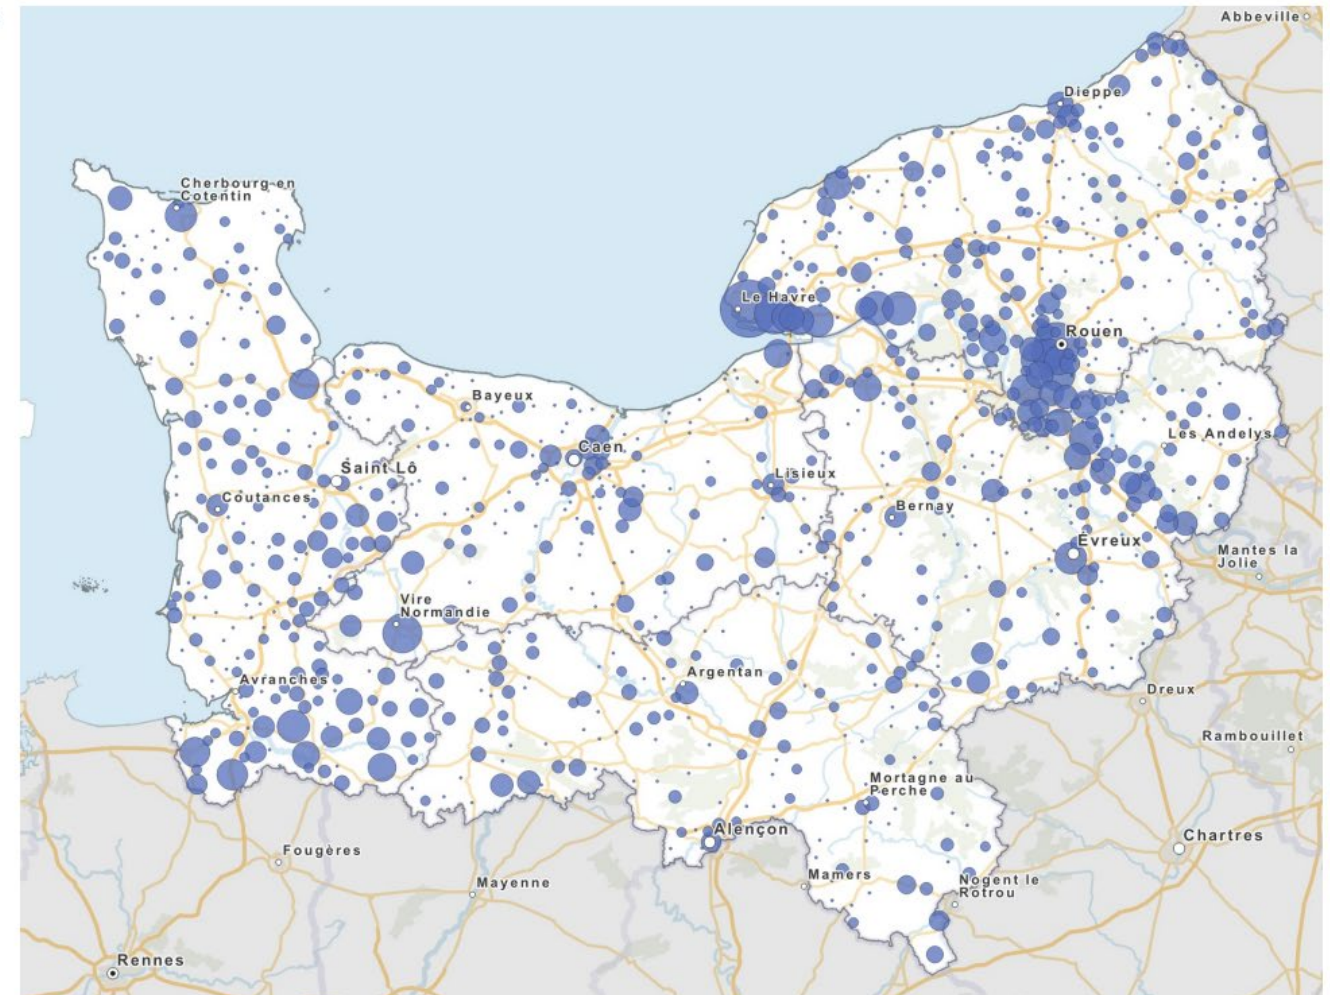 Abbeville
Dieppe
Cherbourg en
Cotentin
Le Havre
Rouen
Bayeux
Les Andelys
Caen
Saint Lô
Lisieux
Coutances
Bernay
Évreux
Mantes la
Jolie
Vire
Normandie
Argentan
Avranches
Dreux
Rambouillet
Mortagne au
Perche
Alençon
Chartres
Fougères
Mamers
Nogent le
Rotrou
Mayenne
Rennes